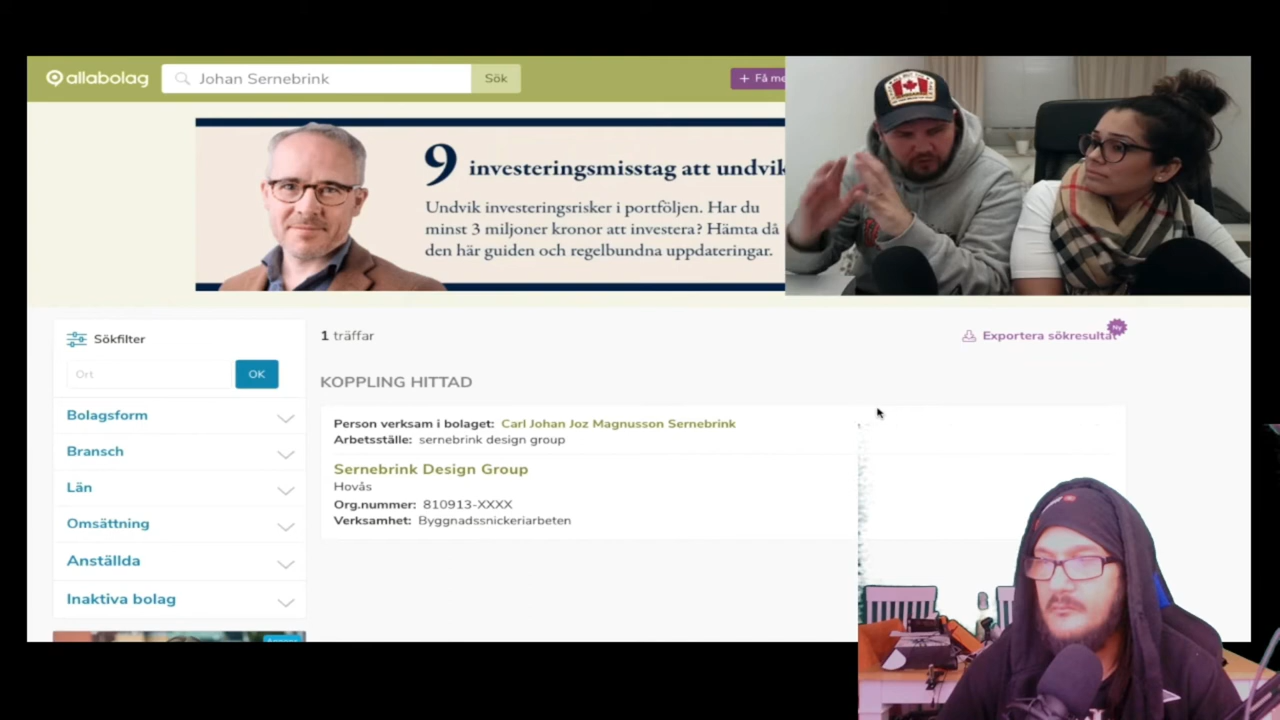 allabolag
Johan Sernebrink
Sök
+ Få me
9 investeringsmisstag att undvik
Undvik investeringsrisker i portföljen. Har du
minst 3 miljoner kronor att investera? Hämta då
den här guiden och regelbundna uppdateringar.
Sökfilter
Ort
OK
Bolagsform
Bransch
Län
Omsättning
Anställda
Inaktiva bolag
1 träffar
Exportera sökresultat
Ny
KOPPLING HITTAD
Person verksam i bolaget: Carl Johan Joz Magnusson Sernebrink
Arbetsställe: sernebrink design group
Sernebrink Design Group
Hovås
Org.nummer: 810913-XXXX
Verksamhet: Byggnadssnickeriarbeten